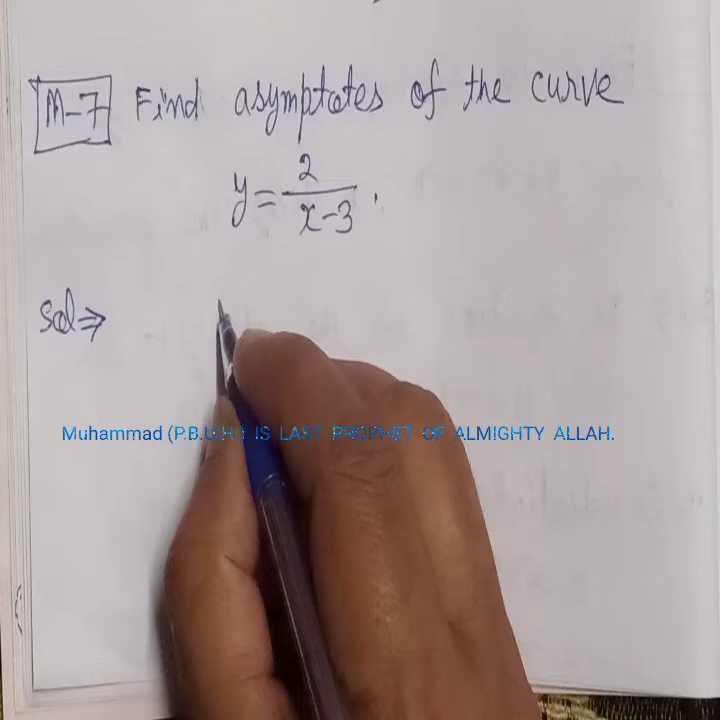 M-7 Find asymptotes of the curve
y = 2/(x-3) .
Sol ⇒
Muhammad (P.B.U.H.) IS LAST PROPHET OF ALMIGHTY ALLAH.